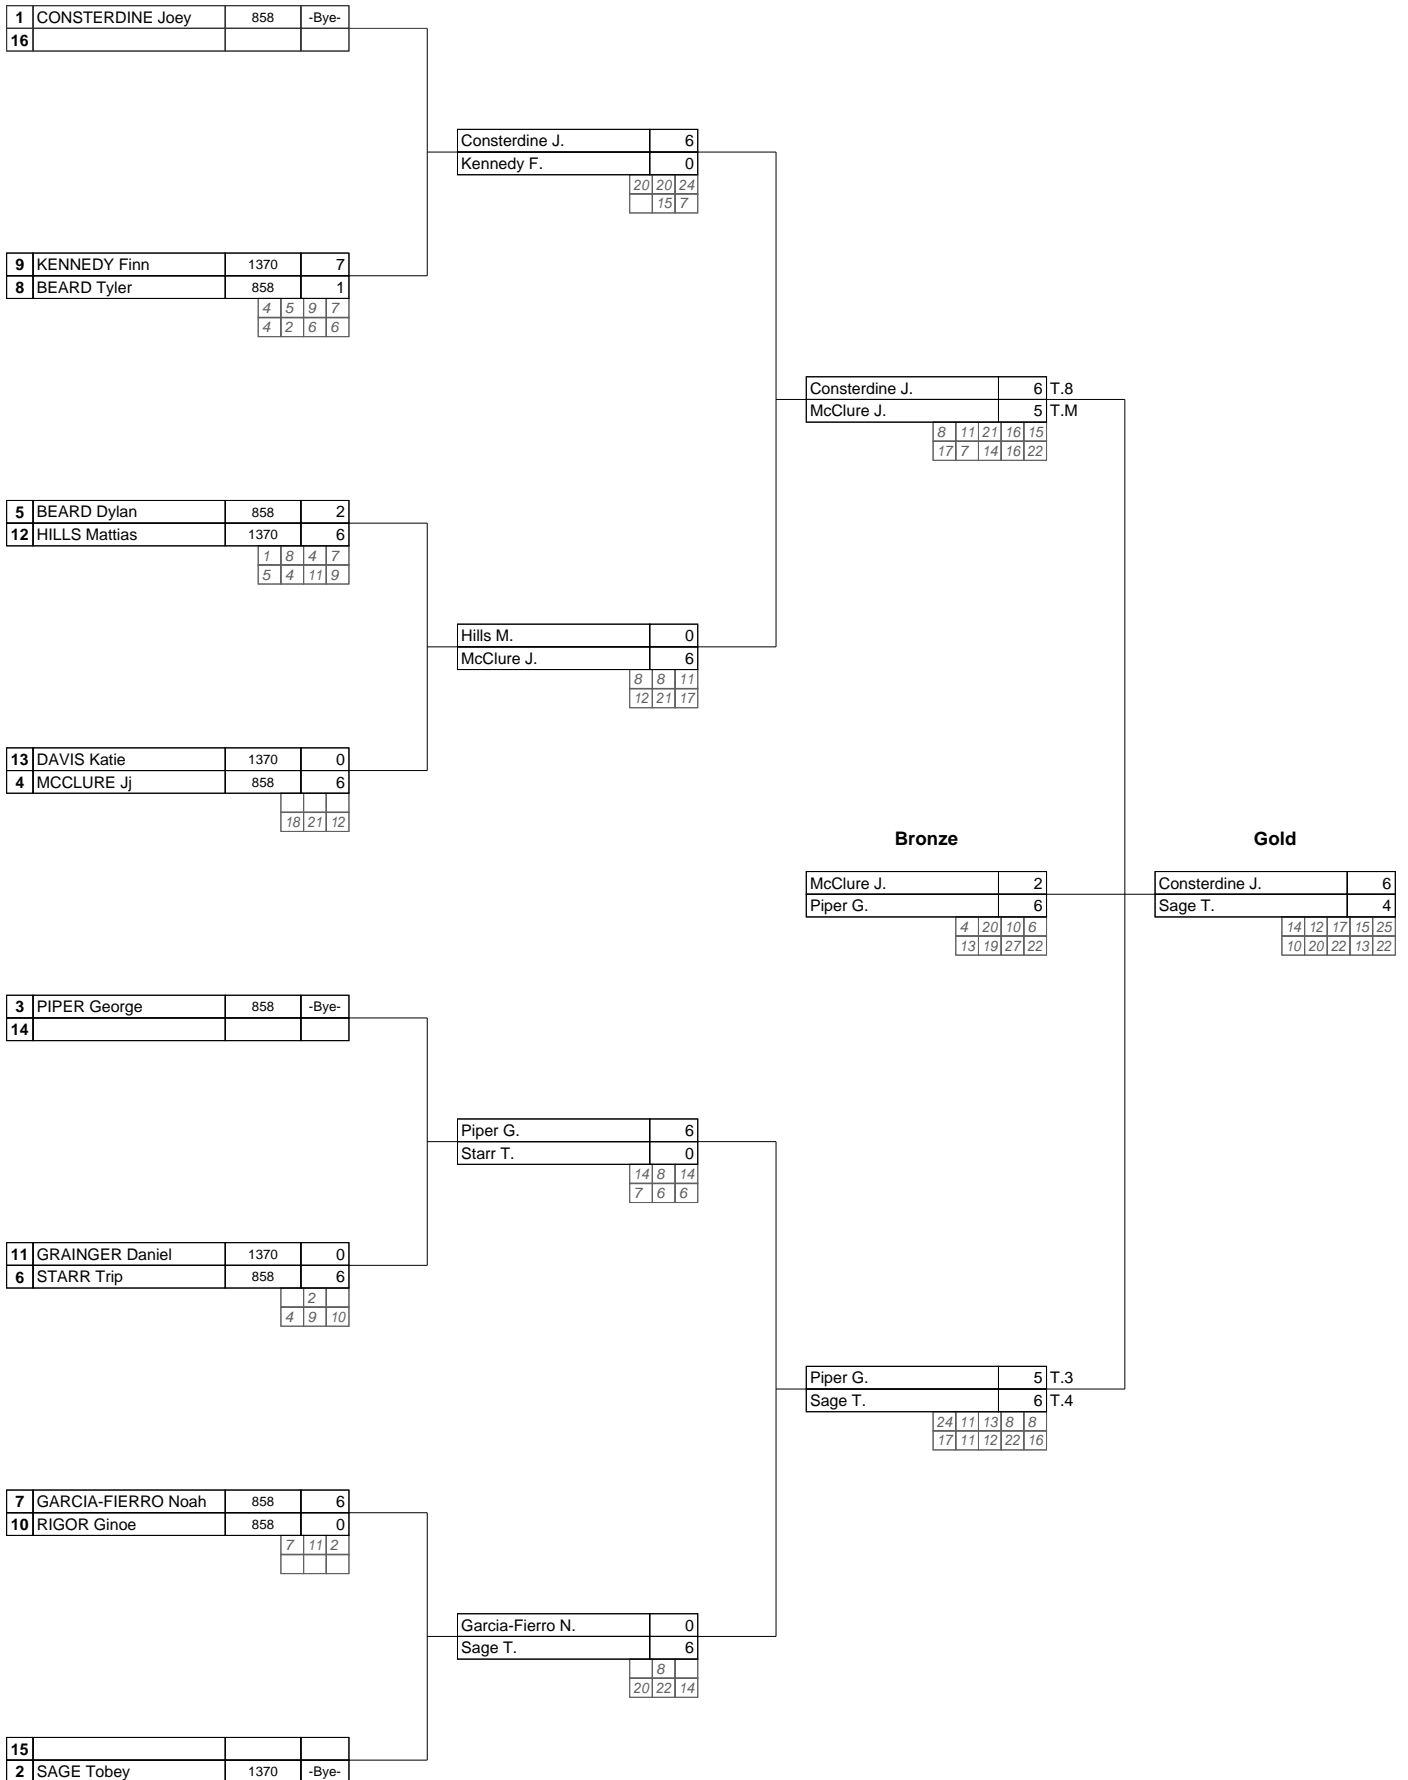 1 CONSTERDINE Joey 858 -Bye-
16
Consterdine J. 6
Kennedy F. 0
20 20 24
15 7
9 KENNEDY Finn 1370 7
8 BEARD Tyler 858 1
4 5 9 7
4 2 6 6
Consterdine J. 6 T.8
McClure J. 5 T.M
8 11 21 16 15
17 7 14 16 22
5 BEARD Dylan 858 2
12 HILLS Mattias 1370 6
1 8 4 7
5 4 11 9
Hills M. 0
McClure J. 6
8 8 11
12 21 17
13 DAVIS Katie 1370 0
4 MCCLURE Jj 858 6
18 21 12
Bronze Gold
McClure J. 2 Consterdine J. 6
Piper G. 6 Sage T. 4
4 20 10 6 14 12 17 15 25
13 19 27 22 10 20 22 13 22
3 PIPER George 858 -Bye-
14
Piper G. 6
Starr T. 0
14 8 14
7 6 6
11 GRAINGER Daniel 1370 0
6 STARR Trip 858 6
2
4 9 10
Piper G. 5 T.3
Sage T. 6 T.4
24 11 13 8 8
17 11 12 22 16
7 GARCIA-FIERRO Noah 858 6
10 RIGOR Ginoe 858 0
7 11 2
Garcia-Fierro N. 0
Sage T. 6
8
20 22 14
15
2 SAGE Tobey 1370 -Bye-